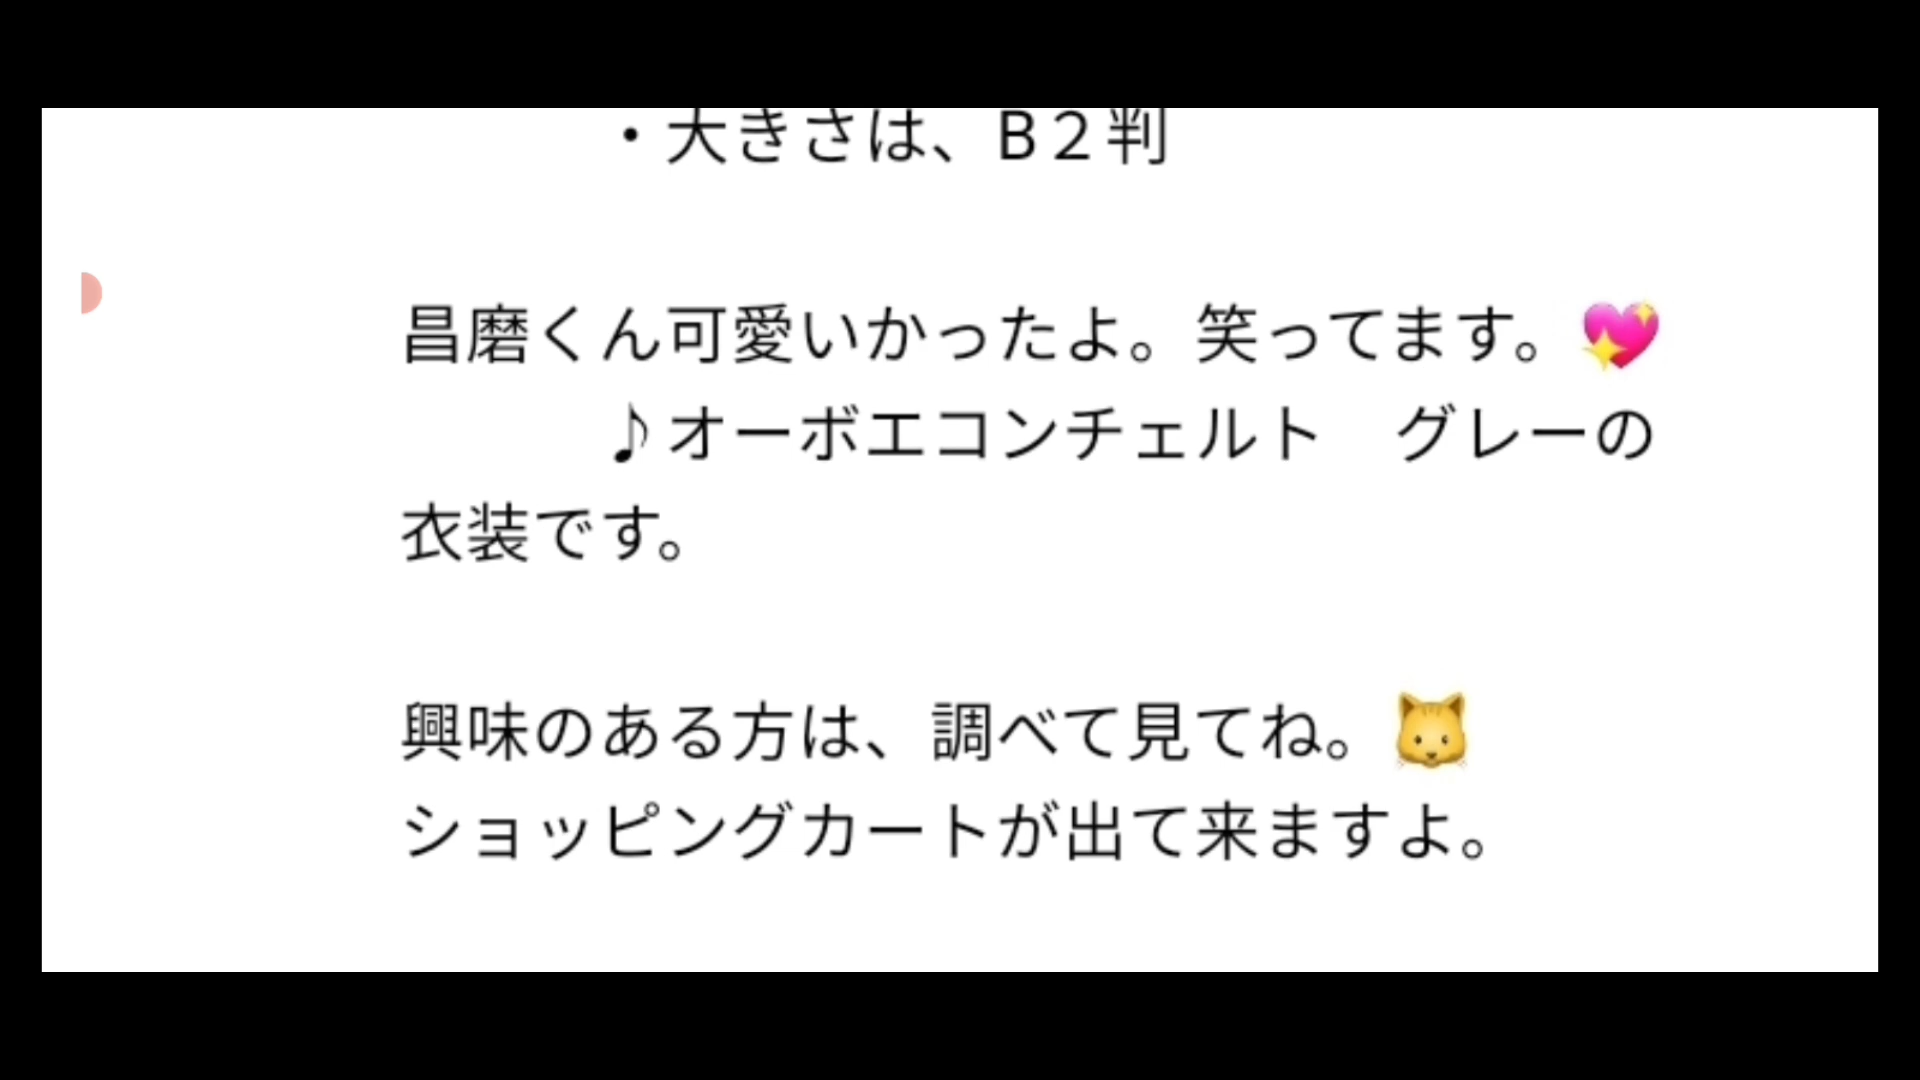 ・大きさは、B２判
昌磨くん可愛いかったよ。笑ってます。💖
♪オーボエコンチェルト　グレーの
衣装です。
興味のある方は、調べて見てね。🐱
ショッピングカートが出て来ますよ。